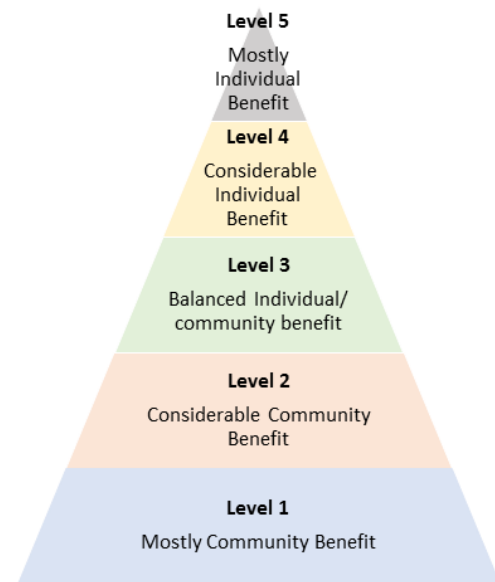 Level 5
Mostly
Individual
Benefit
Level 4
Considerable
Individual
Benefit
Level 3
Balanced Individual/
community benefit
Level 2
Considerable Community
Benefit
Level 1
Mostly Community Benefit